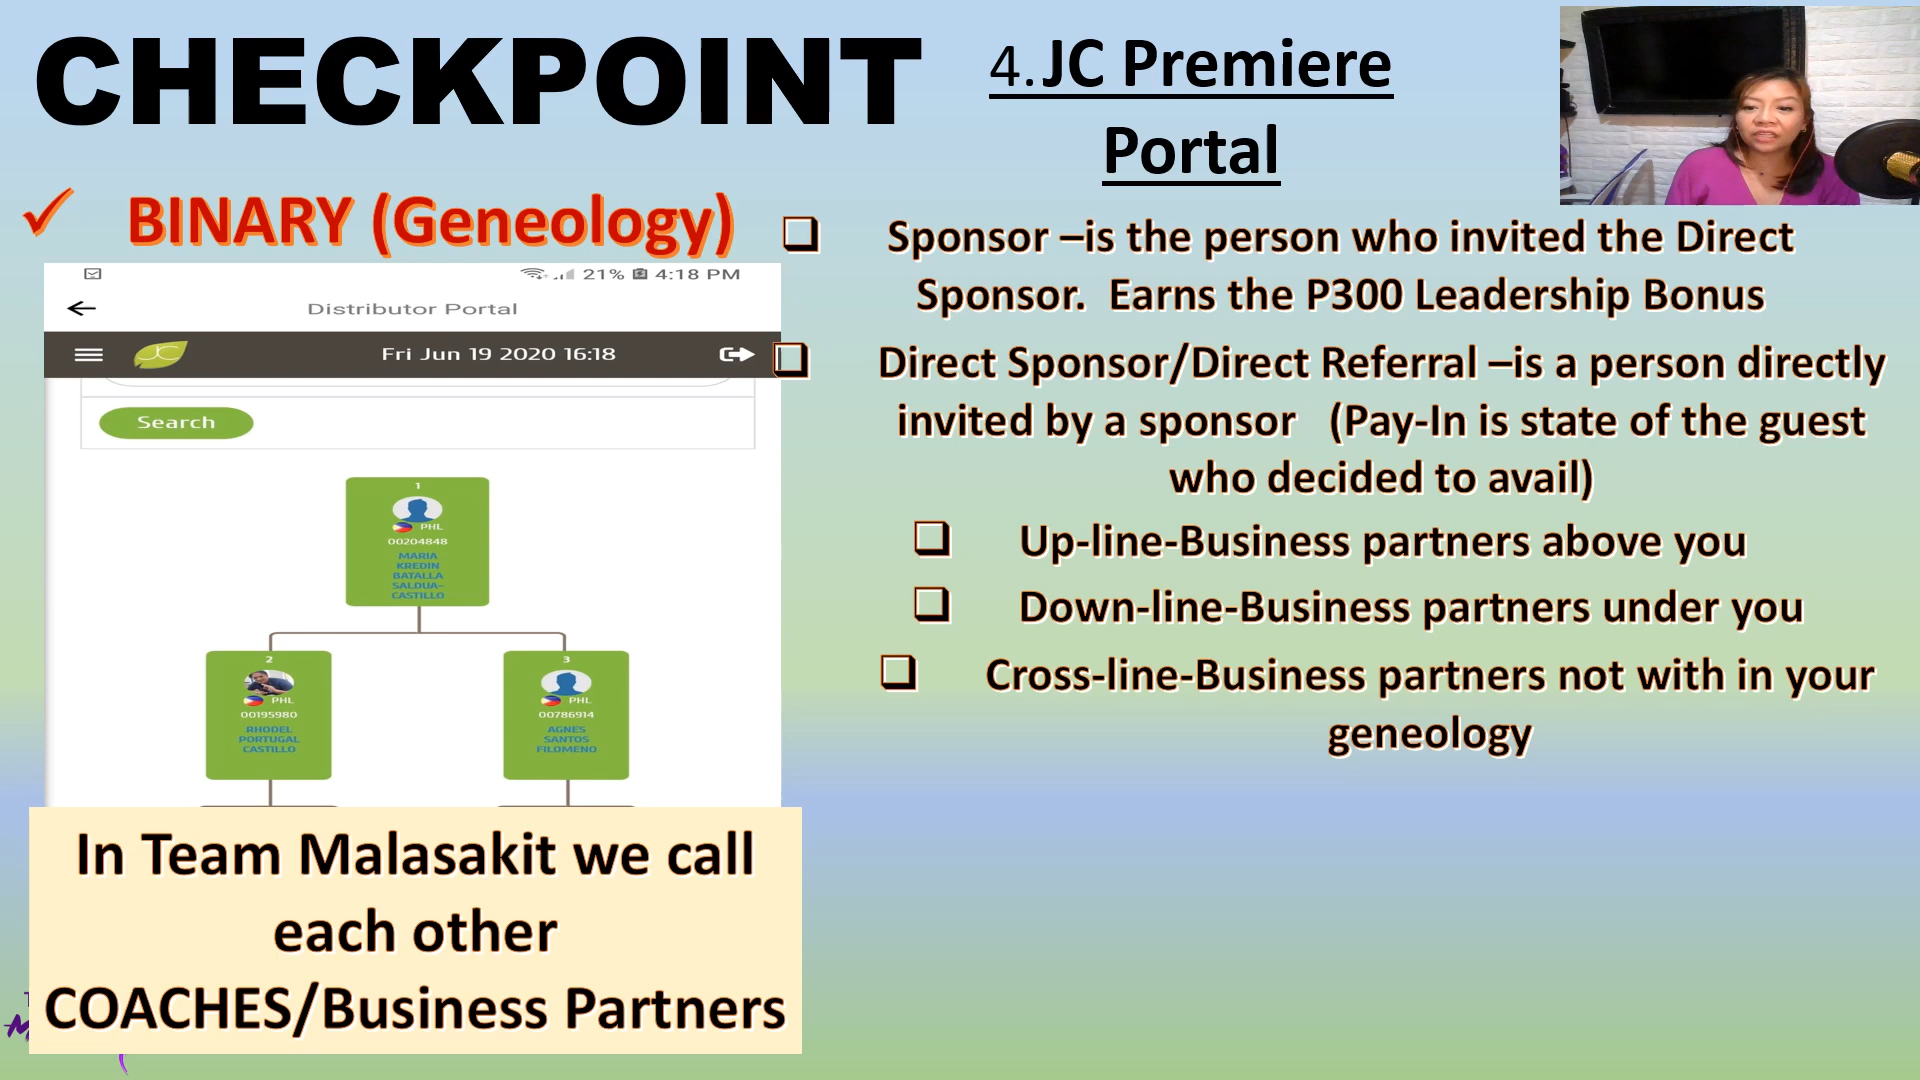 CHECKPOINT
4. JC Premiere
Portal
BINARY (Geneology)
21% 4:18 PM
Distributor Portal
JC
Fri Jun 19 2020 16:18
Search
1
PHL
00204848
MARIA
KREDIN
BATALLA
SALDUA-
CASTILLO
2
PHL
00195980
RHODEL
PORTUGAL
CASTILLO
3
PHL
00786914
AGNES
SANTOS
FILOMENO
In Team Malasakit we call
each other
COACHES/Business Partners
Sponsor –is the person who invited the Direct
Sponsor. Earns the P300 Leadership Bonus
Direct Sponsor/Direct Referral –is a person directly
invited by a sponsor (Pay-In is state of the guest
who decided to avail)
Up-line-Business partners above you
Down-line-Business partners under you
Cross-line-Business partners not with in your
geneology